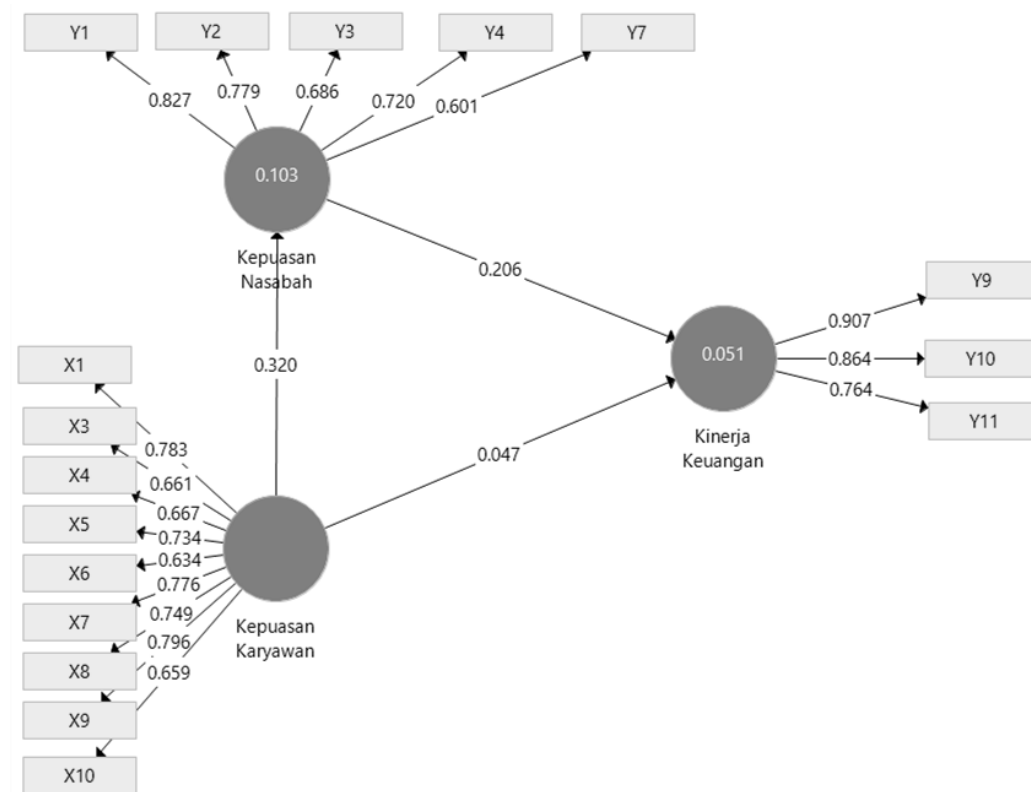 Y1
Y2
Y3
Y4
Y7
0.827
0.779
0.686
0.720
0.601
0.103
Kepuasan
Nasabah
0.206
0.320
0.051
Kinerja
Keuangan
0.907
0.864
0.764
Y9
Y10
Y11
0.047
X1
X3
X4
X5
X6
X7
X8
X9
X10
0.783
0.661
0.667
0.734
0.634
0.776
0.749
0.796
0.659
Kepuasan
Karyawan